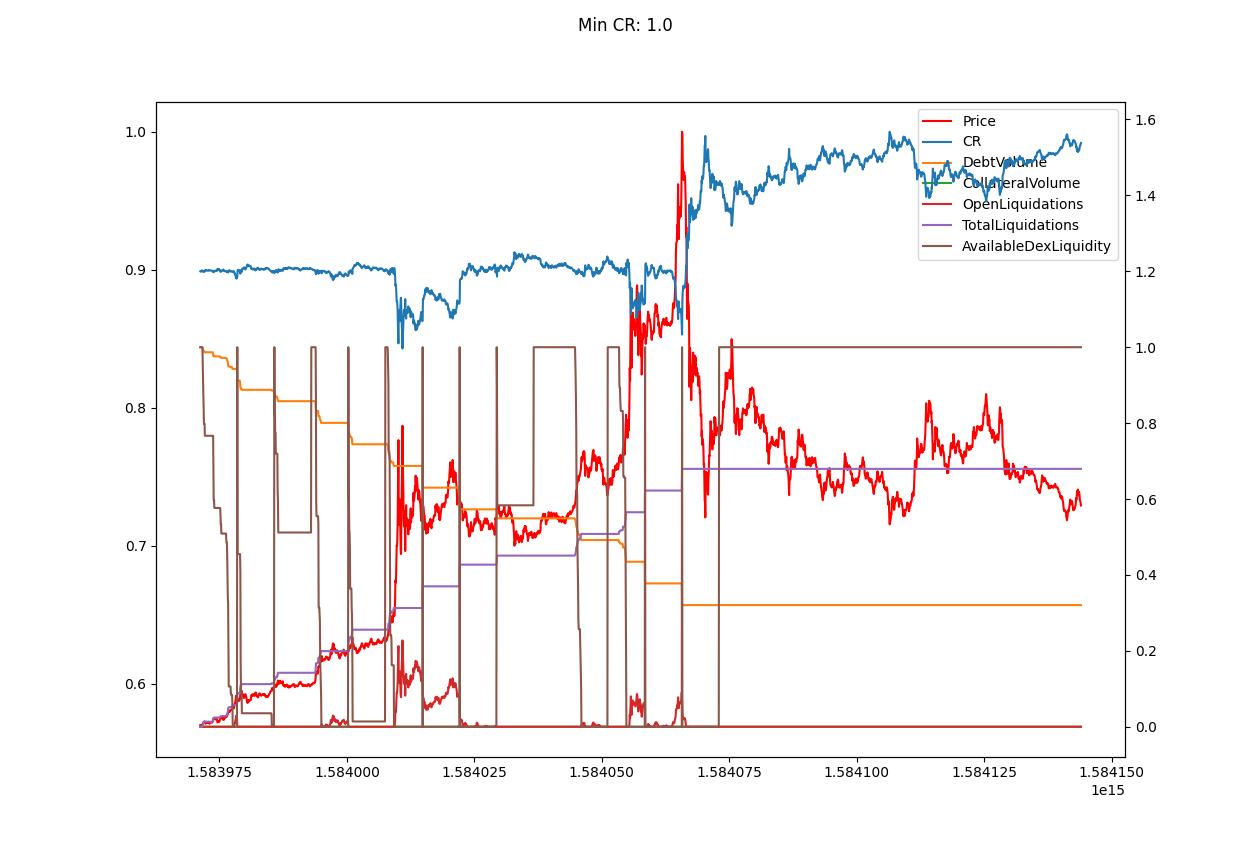 Min CR: 1.0
1.0
0.9
0.8
0.7
0.6
1.6
1.4
1.2
1.0
0.8
0.6
0.4
0.2
0.0
Price
CR
DebtVolume
CollateralVolume
OpenLiquidations
TotalLiquidations
AvailableDexLiquidity
1.583975 1.584000 1.584025 1.584050 1.584075 1.584100 1.584125 1.584150
1e15